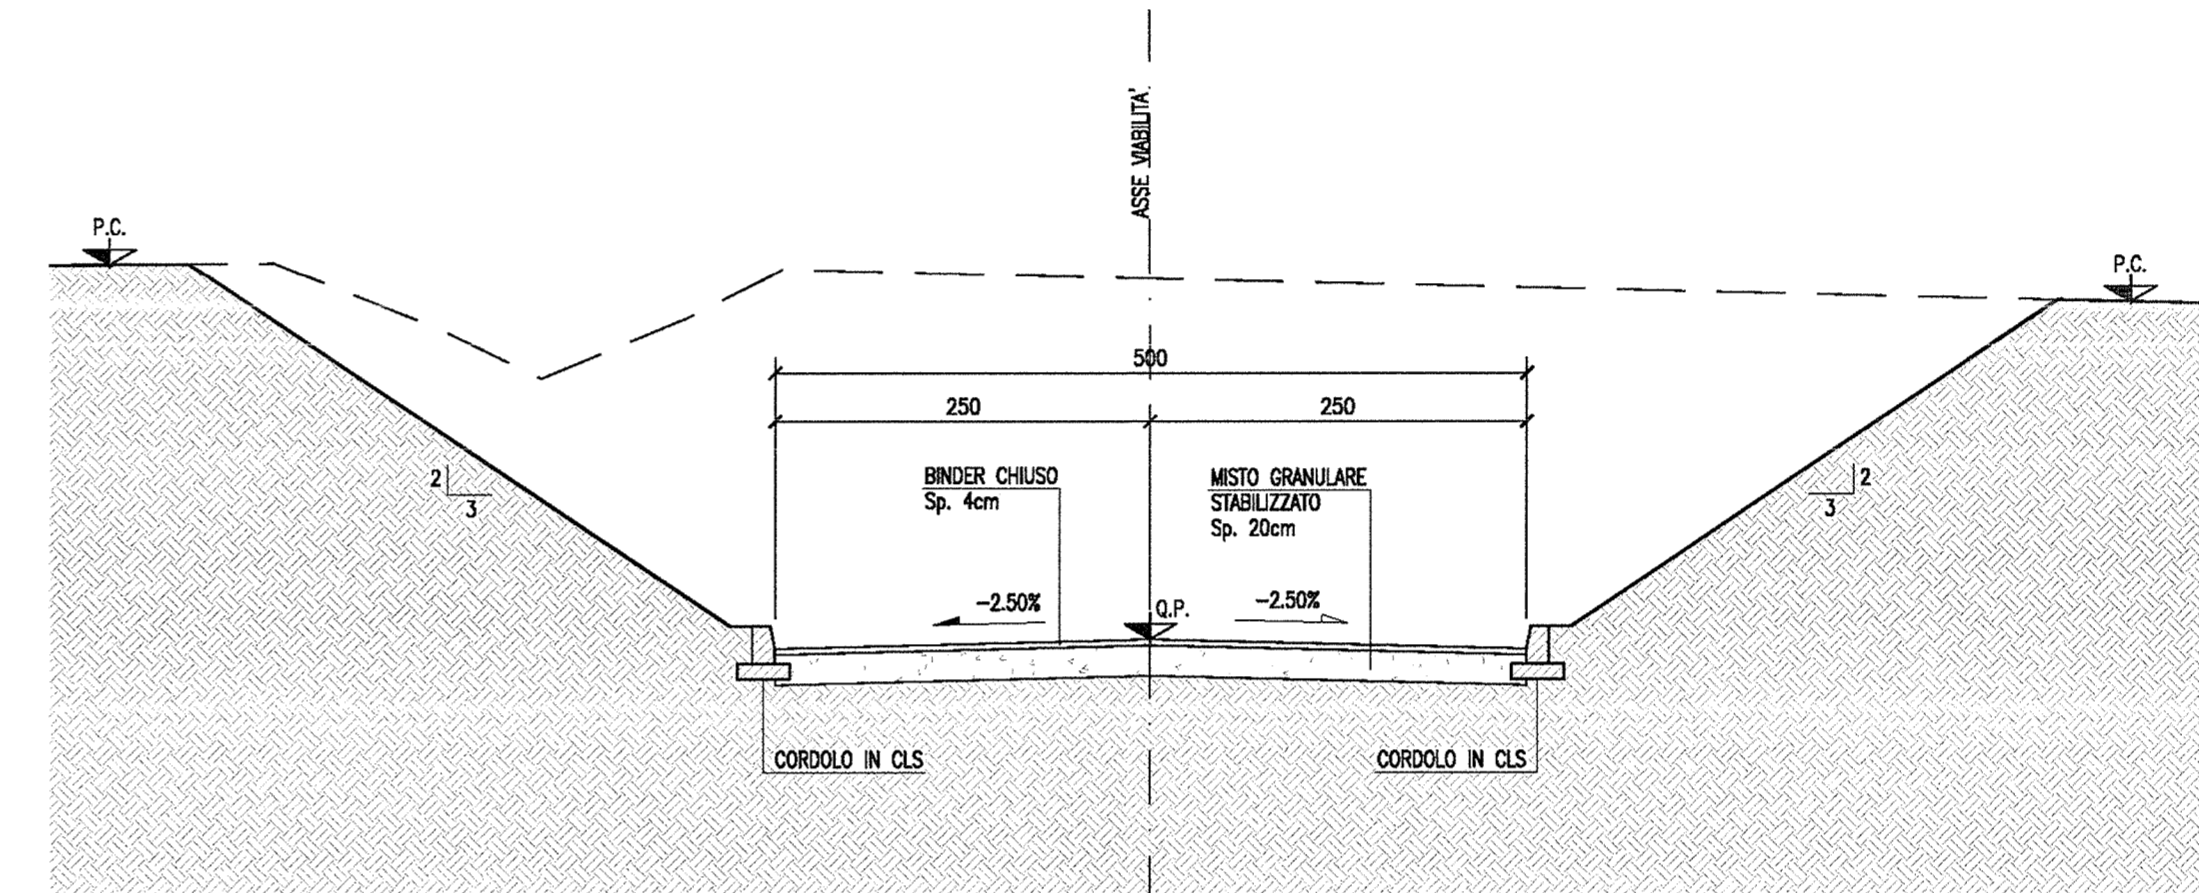 ASSE VIABILITA'
P.C.
P.C.
500
250
250
2
3
BINDER CHIUSO
Sp. 4cm
MISTO GRANULARE
STABILIZZATO
Sp. 20cm
2
3
-2.50%
Q.P.
-2.50%
CORDOLO IN CLS
CORDOLO IN CLS